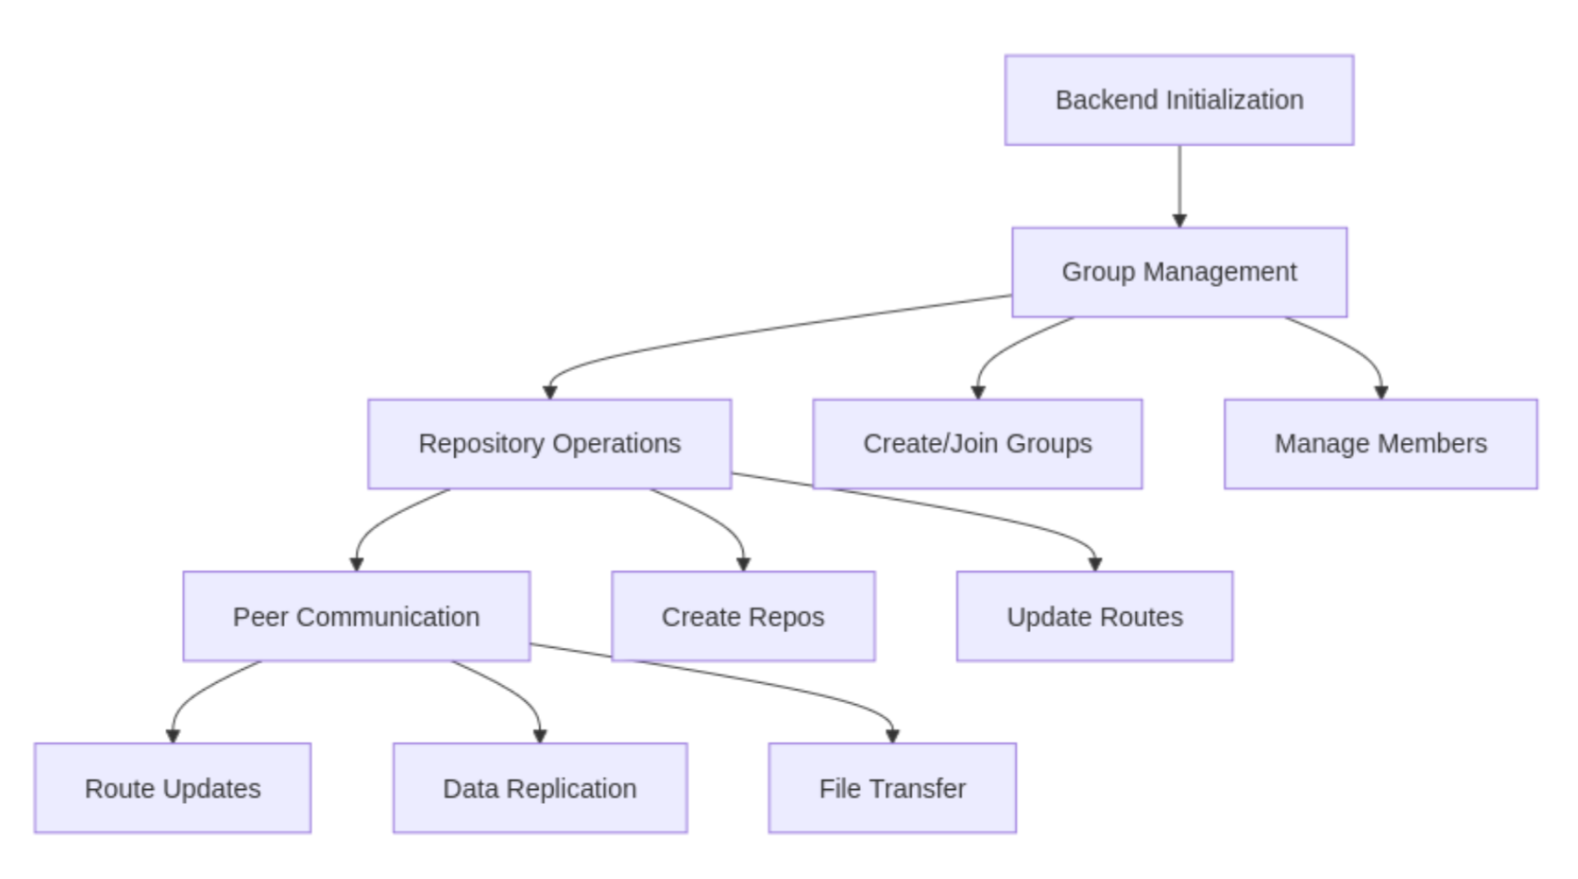 Backend Initialization
Group Management
Repository Operations
Create/Join Groups
Manage Members
Peer Communication
Create Repos
Update Routes
Route Updates
Data Replication
File Transfer